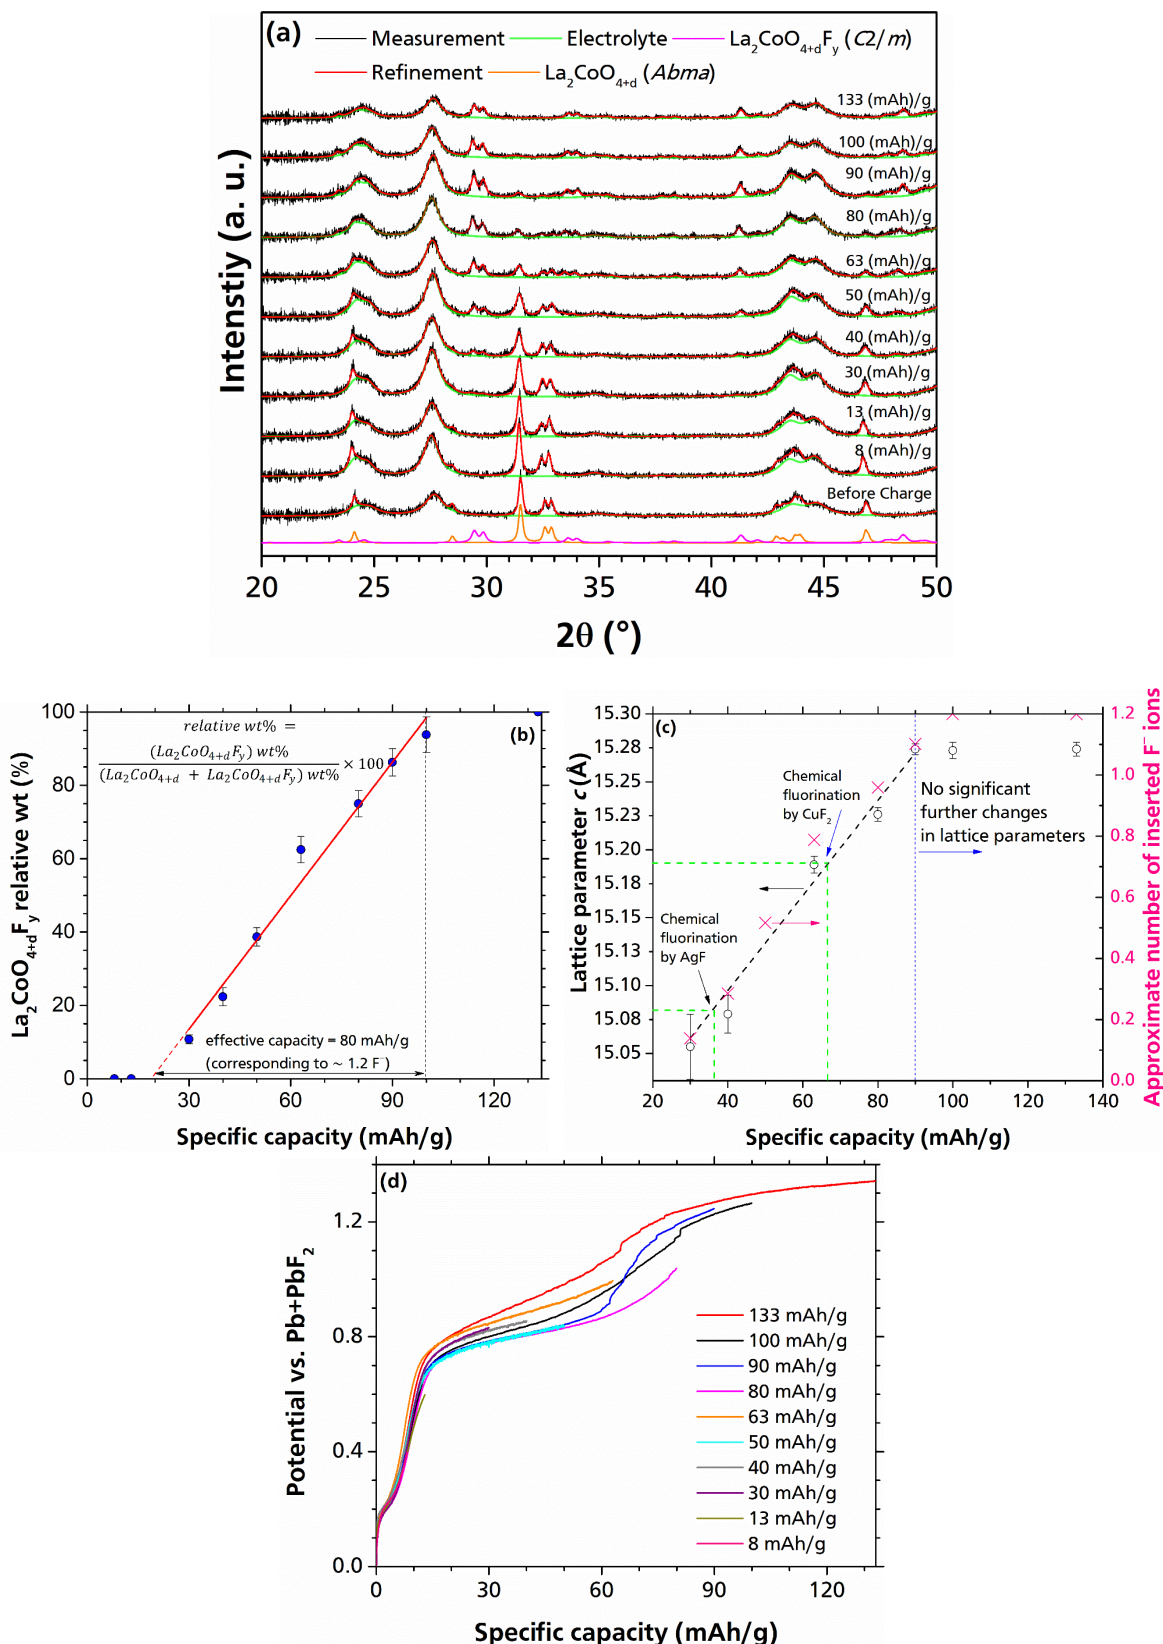 (a)
Measurement Electrolyte La₂CoO₄₊dFy (C2/m)
Refinement La₂CoO₄₊d (Abma)
133 (mAh)/g
100 (mAh)/g
90 (mAh)/g
80 (mAh)/g
63 (mAh)/g
50 (mAh)/g
40 (mAh)/g
30 (mAh)/g
13 (mAh)/g
8 (mAh)/g
Before Charge
Intenstiy (a. u.)
20 25 30 35 40 45 50
2θ (°)
(b)
relative wt% =
(La₂CoO₄₊dFy) wt%
(La₂CoO₄₊d + La₂CoO₄₊dFy) wt% × 100
effective capacity = 80 mAh/g
(corresponding to ~ 1.2 F⁻)
La₂CoO₄₊dFy relative wt (%)
100
80
60
40
20
0
0 30 60 90 120
Specific capacity (mAh/g)
(c)
Chemical
fluorination
by CuF₂
No significant
further changes
in lattice parameters
Chemical
fluorination
by AgF
Lattice parameter c (Å)
15.30
15.28
15.25
15.23
15.20
15.18
15.15
15.13
15.10
15.08
15.05
1.2
1.0
0.8
0.6
0.4
0.2
0.0
Approximate number of inserted F⁻ ions
20 40 60 80 100 120 140
Specific capacity (mAh/g)
(d)
Potential vs. Pb+PbF₂
1.2
0.8
0.4
0.0
133 mAh/g
100 mAh/g
90 mAh/g
80 mAh/g
63 mAh/g
50 mAh/g
40 mAh/g
30 mAh/g
13 mAh/g
8 mAh/g
0 30 60 90 120
Specific capacity (mAh/g)